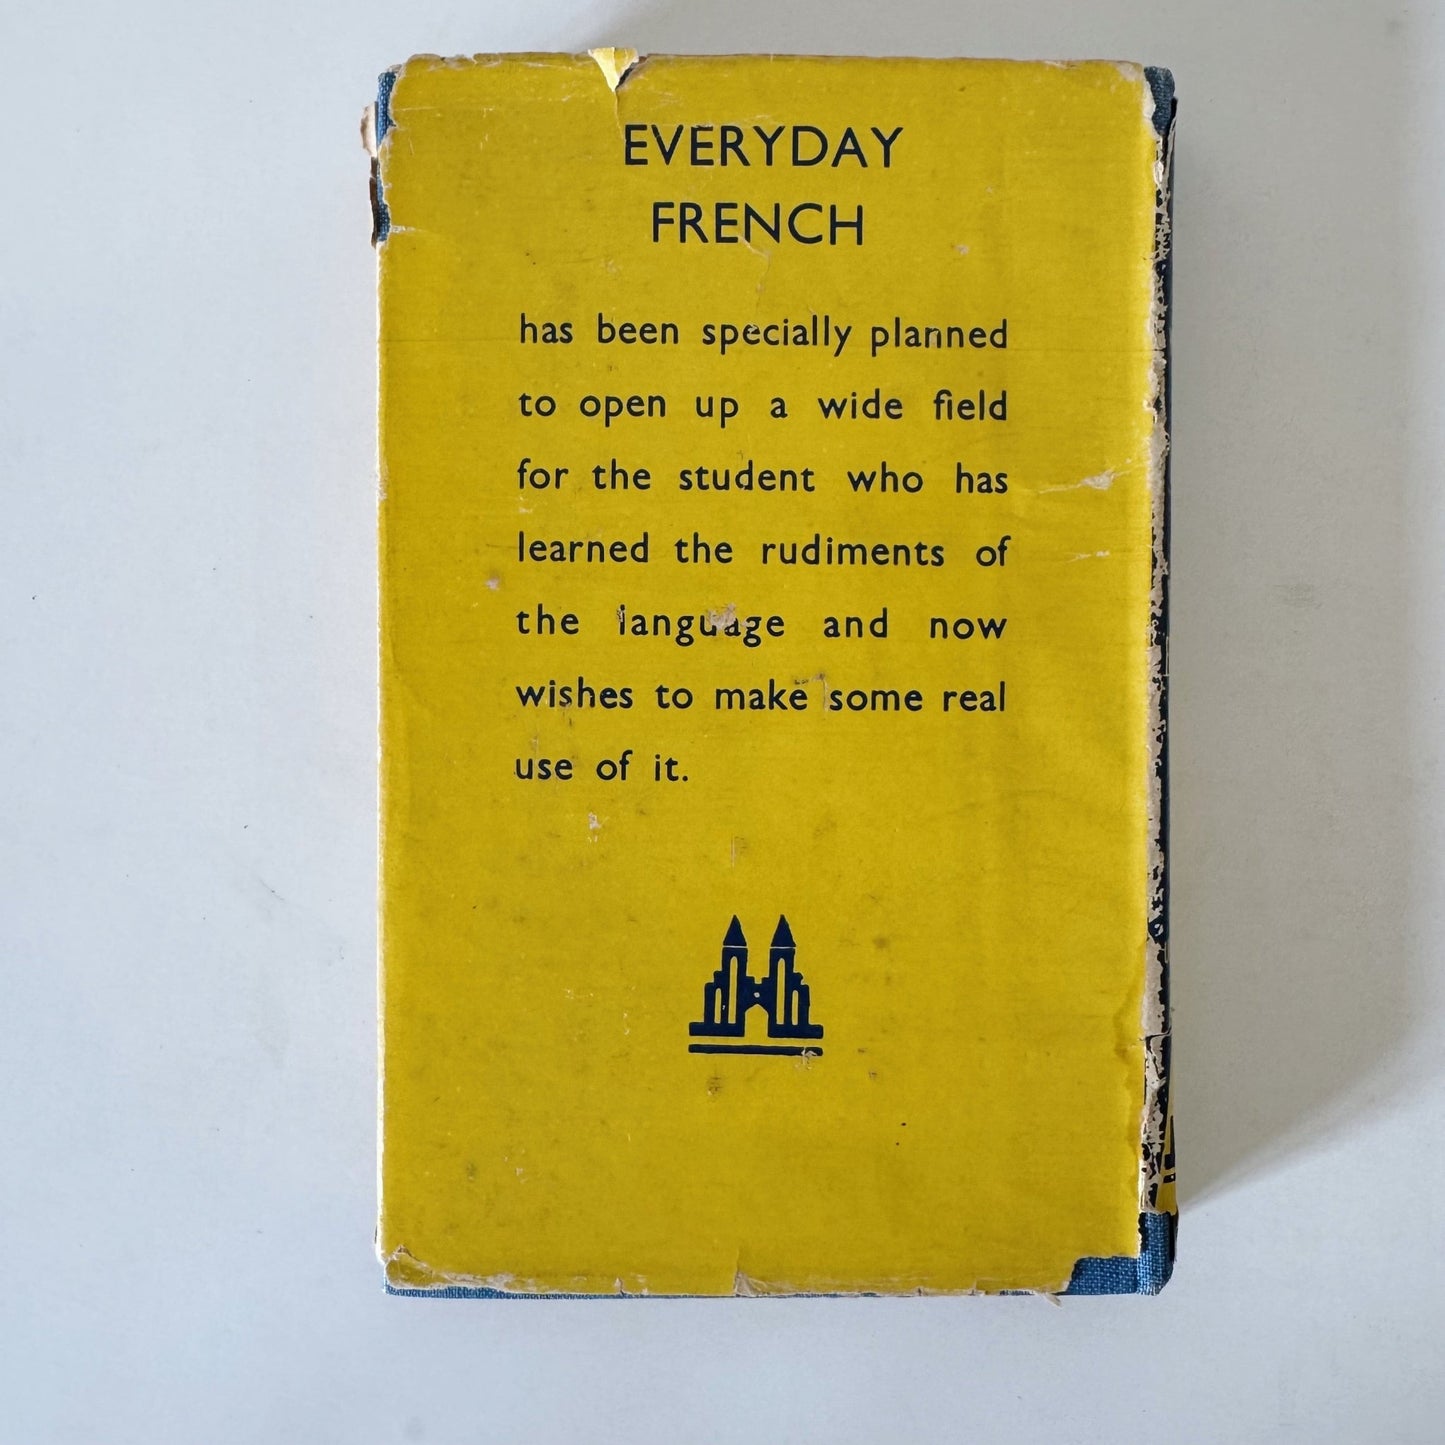 EVERYDAY
FRENCH
has been specially planned
to open up a wide field
for the student who has
learned the rudiments of
the language and now
wishes to make some real
use of it.